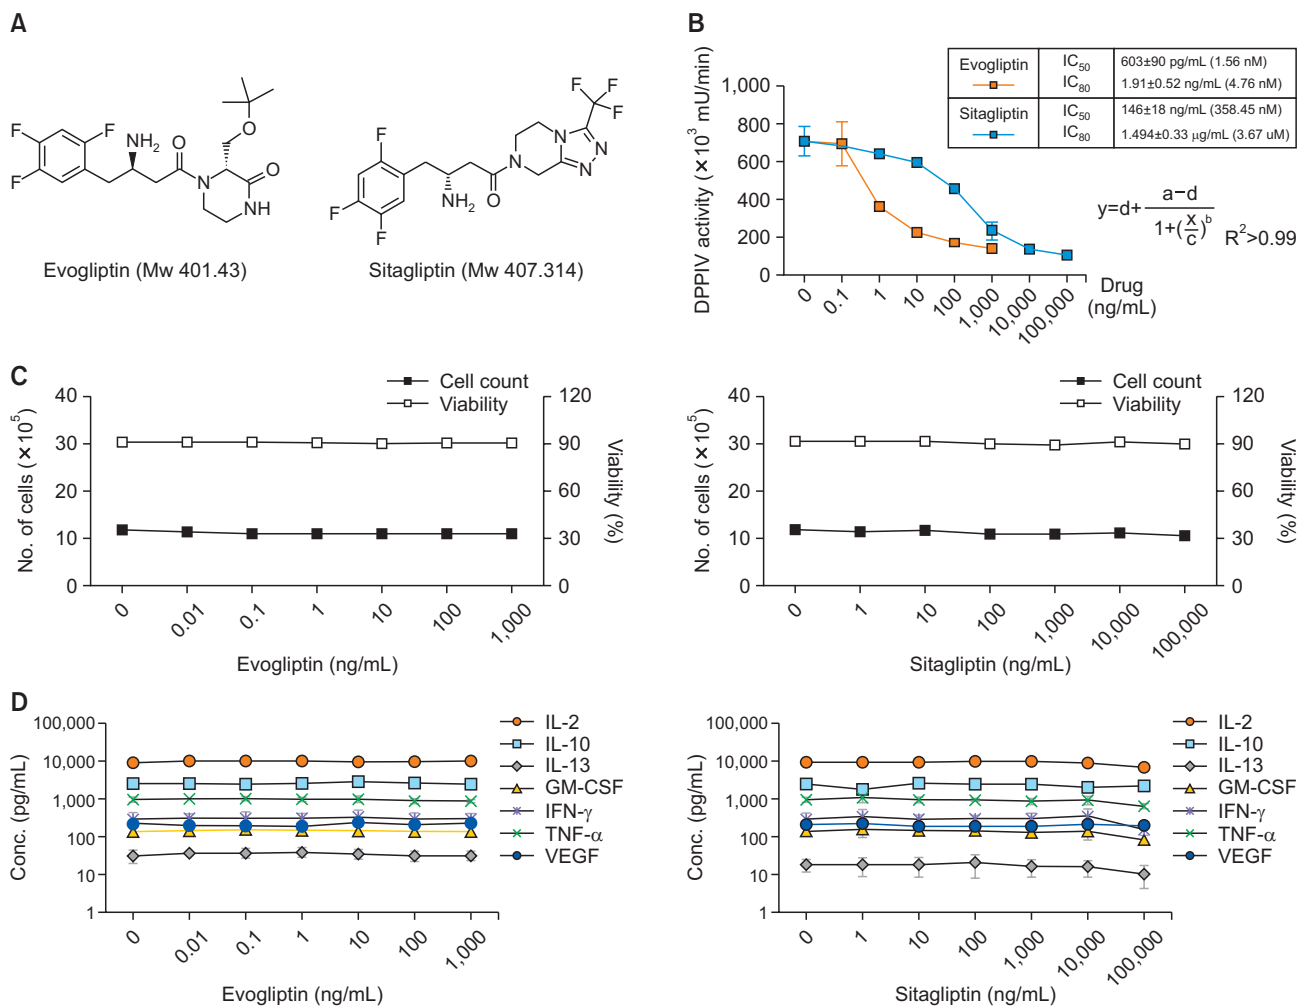 A
F
F
F
NH2
O
N
O
O
NH
Evogliptin (Mw 401.43)
F
F
F
NH2
O
N
N
N
N
F
F
F
Sitagliptin (Mw 407.314)
B
DPPIV activity (×10³ mU/min)
1,000
800
600
400
200
0
0
0.1
1
10
100
1,000
10,000
100,000
Drug
(ng/mL)
Evogliptin
IC50 603±90 pg/mL (1.56 nM)
IC80 1.91±0.52 ng/mL (4.76 nM)
Sitagliptin
IC50 146±18 ng/mL (358.45 nM)
IC80 1.494±0.33 μg/mL (3.67 uM)
y=d+ a−d
1+(x/c)^b
R²>0.99
C
No. of cells (×10⁵)
40
30
20
10
0
Cell count
Viability
120
90
60
30
0
Viability (%)
0
0.01
0.1
1
10
100
1,000
Evogliptin (ng/mL)
No. of cells (×10⁵)
40
30
20
10
0
Cell count
Viability
120
90
60
30
0
Viability (%)
0
1
10
100
1,000
10,000
100,000
Sitagliptin (ng/mL)
D
Conc. (pg/mL)
100,000
10,000
1,000
100
10
1
0
0.01
0.1
1
10
100
1,000
Evogliptin (ng/mL)
IL-2
IL-10
IL-13
GM-CSF
IFN-γ
TNF-α
VEGF
Conc. (pg/mL)
100,000
10,000
1,000
100
10
1
0
1
10
100
1,000
10,000
100,000
Sitagliptin (ng/mL)
IL-2
IL-10
IL-13
GM-CSF
IFN-γ
TNF-α
VEGF